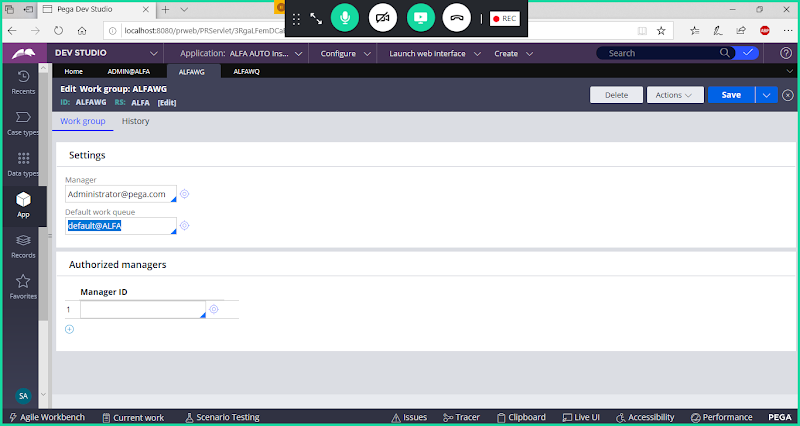 Pega Dev Studio
REC
localhost:8080/prweb/PRServlet/3RgaLFemDCa
DEV STUDIO
Application: ALFA AUTO Ins...
Configure
Launch web interface
Create
Search
Home
ADMIN@ALFA
ALFAWG
ALFAWQ
Recents
Edit Work group: ALFAWG
ID: ALFAWG RS: ALFA [Edit]
Delete
Actions
Save
Case types
Work group
History
Data types
Settings
Manager
Administrator@pega.com
App
Default work queue
default@ALFA
Records
Authorized managers
Favorites
Manager ID
1
SA
Agile Workbench
Current work
Scenario Testing
Issues
Tracer
Clipboard
Live UI
Accessibility
Performance
PEGA